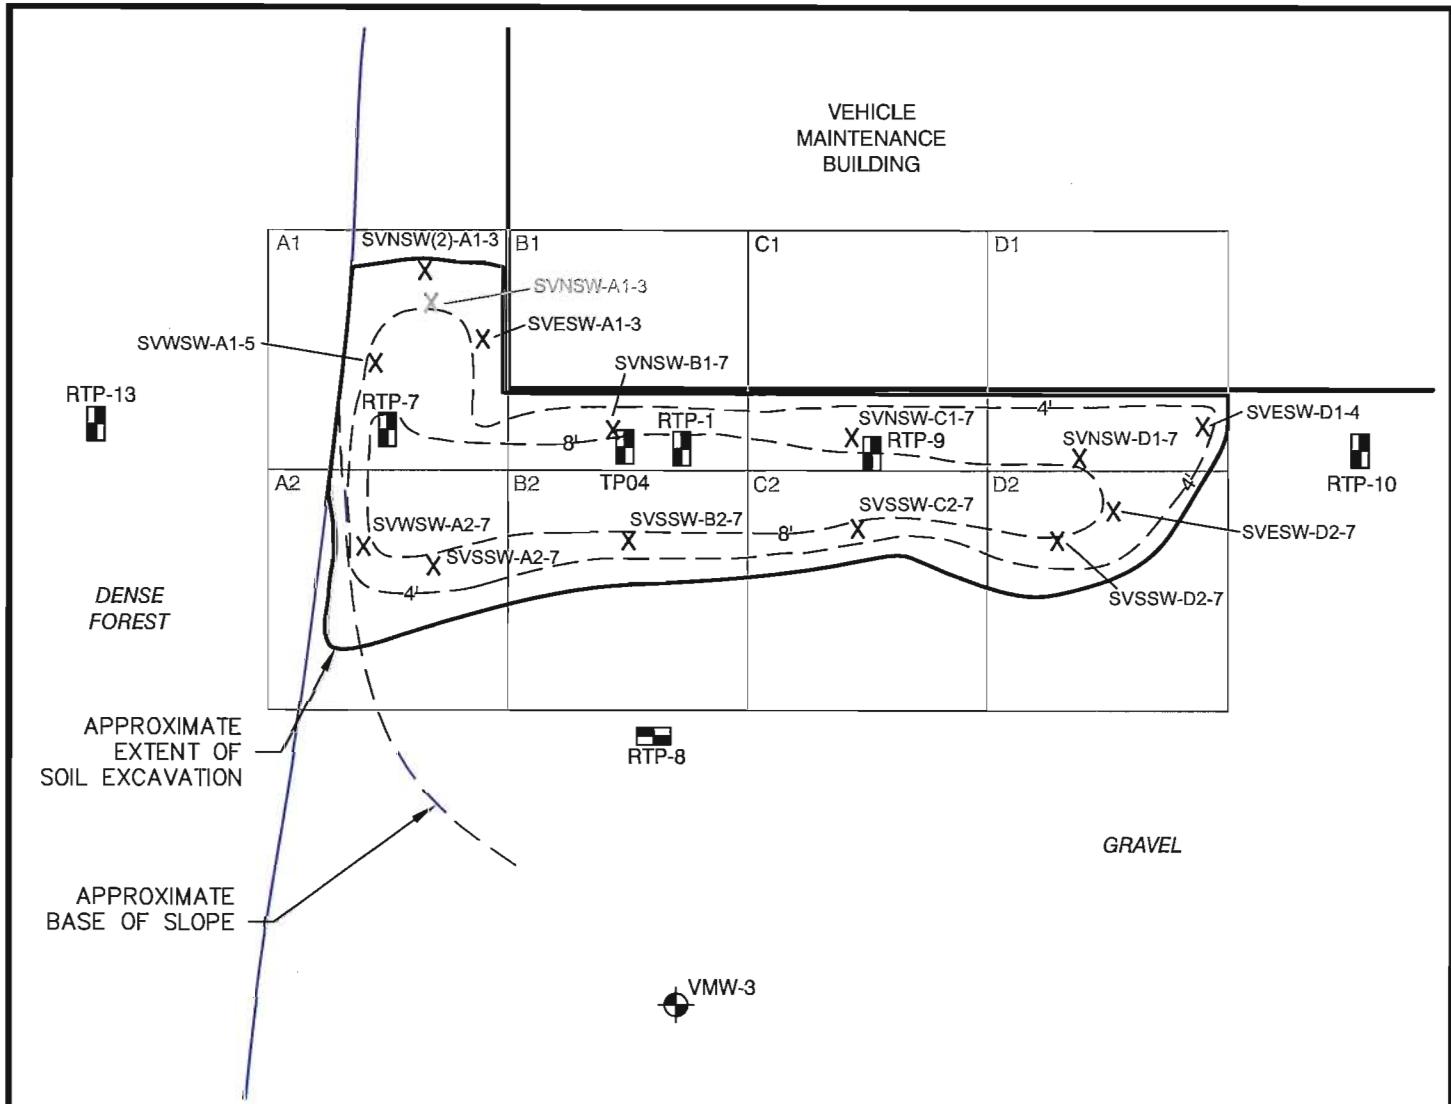 VEHICLE
MAINTENANCE
BUILDING
A1
SVNSW(2)-A1-3
B1
C1
D1
SVNSW-A1-3
SVESW-A1-3
SVWSW-A1-5
SVNSW-B1-7
RTP-13
RTP-7
RTP-1
SVNSW-C1-7
4'
SVESW-D1-4
8'
RTP-9
SVNSW-D1-7
A2
TP04
B2
C2
D2
4'
RTP-10
SVWSW-A2-7
SVSSW-A2-7
SVSSW-B2-7
8'
SVSSW-C2-7
SVESW-D2-7
4'
SVSSW-D2-7
DENSE
FOREST
APPROXIMATE
EXTENT OF
SOIL EXCAVATION
RTP-8
GRAVEL
APPROXIMATE
BASE OF SLOPE
VMW-3